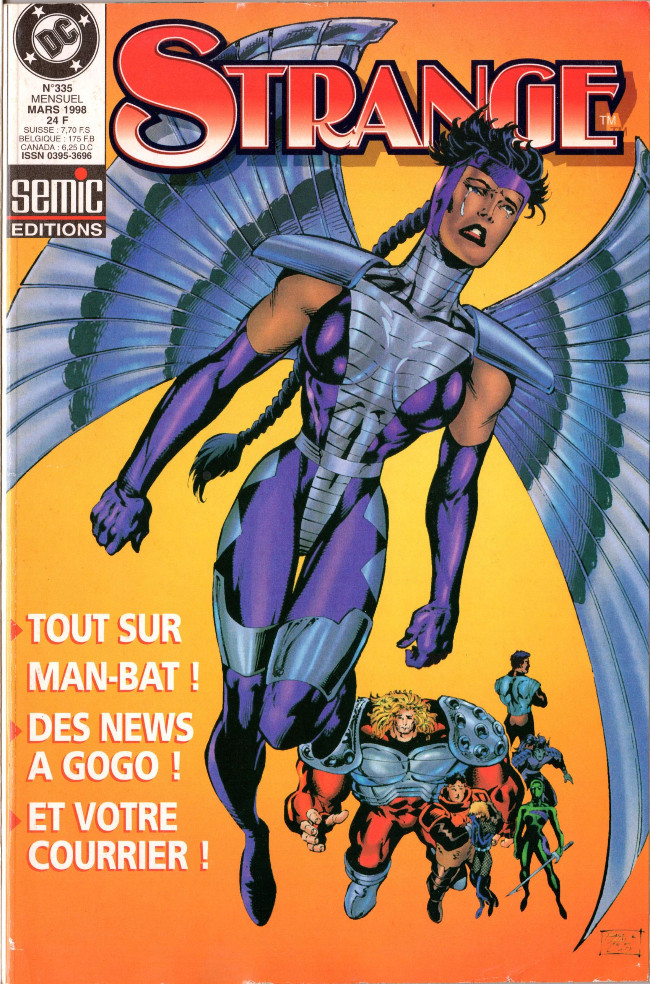 DC
N°335
MENSUEL
MARS 1998
24 F
SUISSE : 7,70 F.S
BELGIQUE : 175 F.B
CANADA : 6,25 D.C
ISSN 0395-3696
semic
EDITIONS
STRANGE
TM
TOUT SUR
MAN-BAT !
DES NEWS
A GOGO !
ET VOTRE
COURRIER !